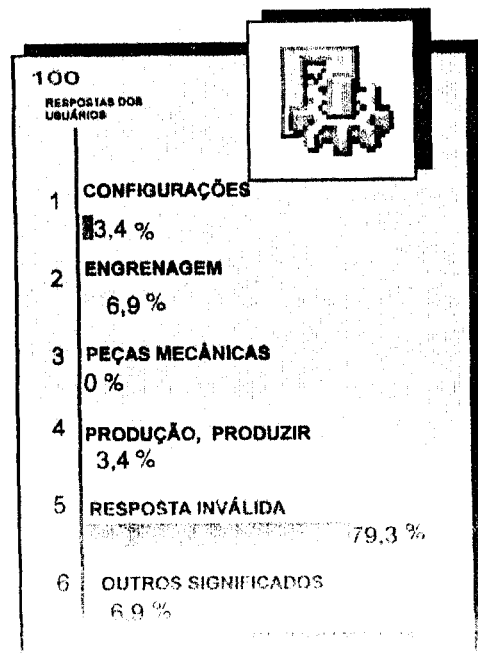 100
RESPOSTAS DOS
USUÁRIOS
1 CONFIGURAÇÕES
3,4 %
2 ENGRENAGEM
6,9 %
3 PEÇAS MECÂNICAS
0 %
4 PRODUÇÃO, PRODUZIR
3,4 %
5 RESPOSTA INVÁLIDA
79,3 %
6 OUTROS SIGNIFICADOS
6,9 %